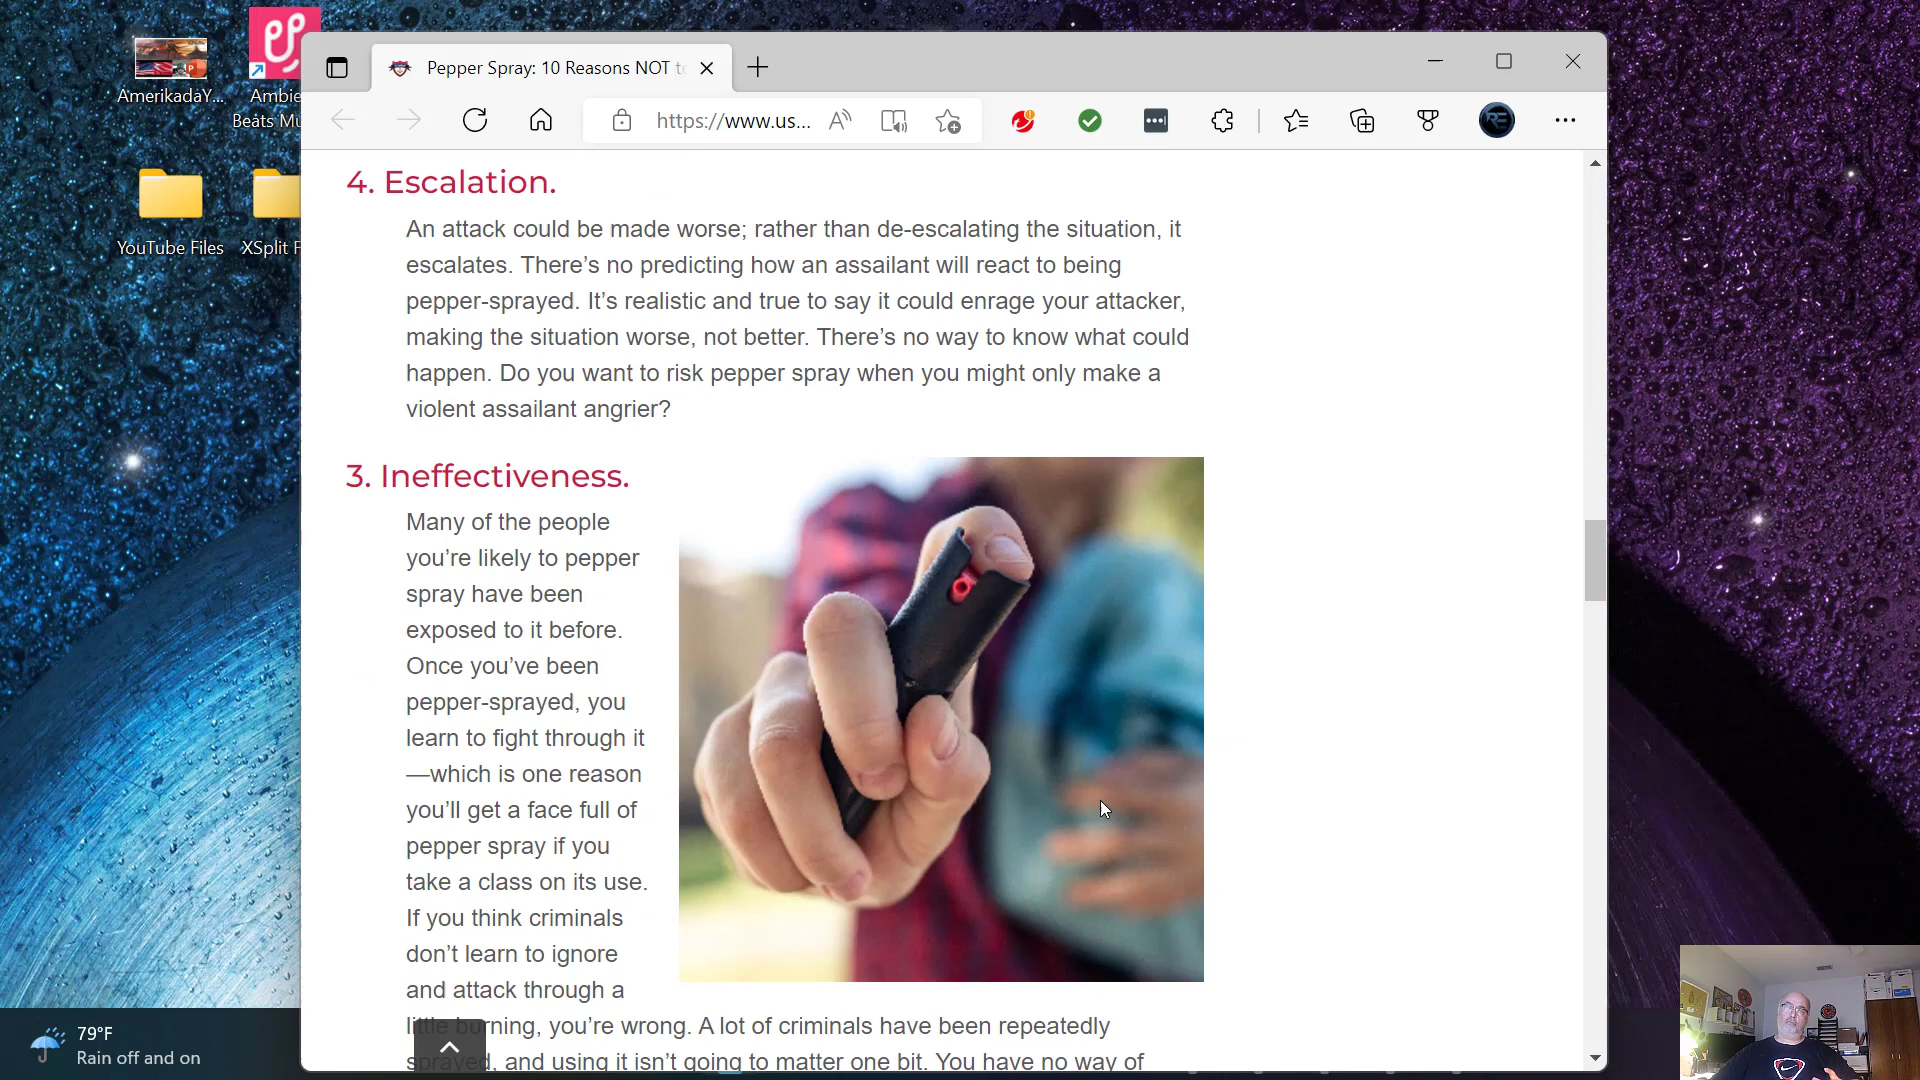 AmerikadaY...
Ambie
Beats Mu
YouTube Files
XSplit F
Pepper Spray: 10 Reasons NOT to
https://www.us...
4. Escalation.
An attack could be made worse; rather than de-escalating the situation, it
escalates. There’s no predicting how an assailant will react to being
pepper-sprayed. It’s realistic and true to say it could enrage your attacker,
making the situation worse, not better. There’s no way to know what could
happen. Do you want to risk pepper spray when you might only make a
violent assailant angrier?
3. Ineffectiveness.
Many of the people
you’re likely to pepper
spray have been
exposed to it before.
Once you’ve been
pepper-sprayed, you
learn to fight through it
—which is one reason
you’ll get a face full of
pepper spray if you
take a class on its use.
If you think criminals
don’t learn to ignore
and attack through a
little burning, you’re wrong. A lot of criminals have been repeatedly
sprayed, and using it isn’t going to matter one bit. You have no way of
79°F
Rain off and on